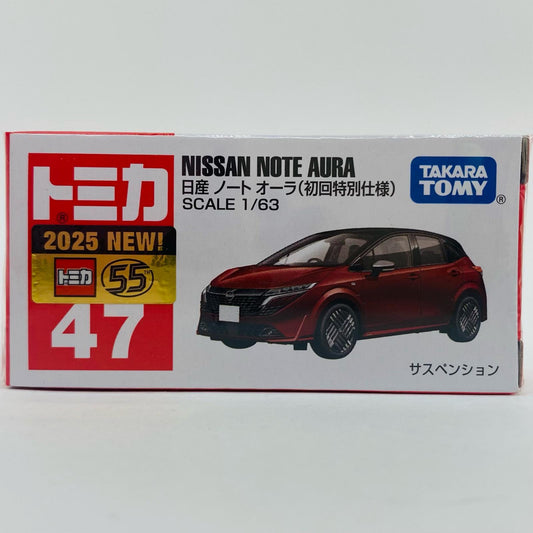 トミカ
®
2025 NEW!
トミカ 55TH
47
NISSAN NOTE AURA
日産 ノート オーラ(初回特別仕様)
SCALE 1/63
TAKARA
TOMY
®
サスペンション